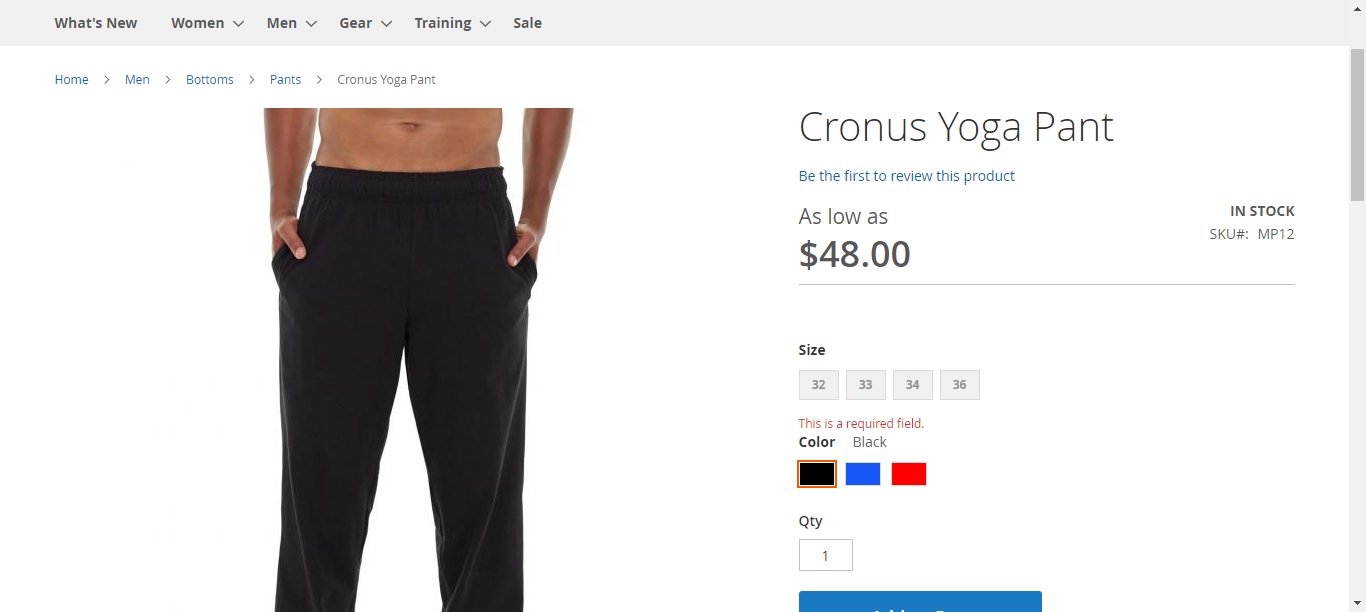 What's New Women Men Gear Training Sale
Home > Men > Bottoms > Pants > Cronus Yoga Pant
Cronus Yoga Pant
Be the first to review this product
As low as
$48.00
IN STOCK
SKU#: MP12
Size
32 33 34 36
This is a required field.
Color Black
Qty
1